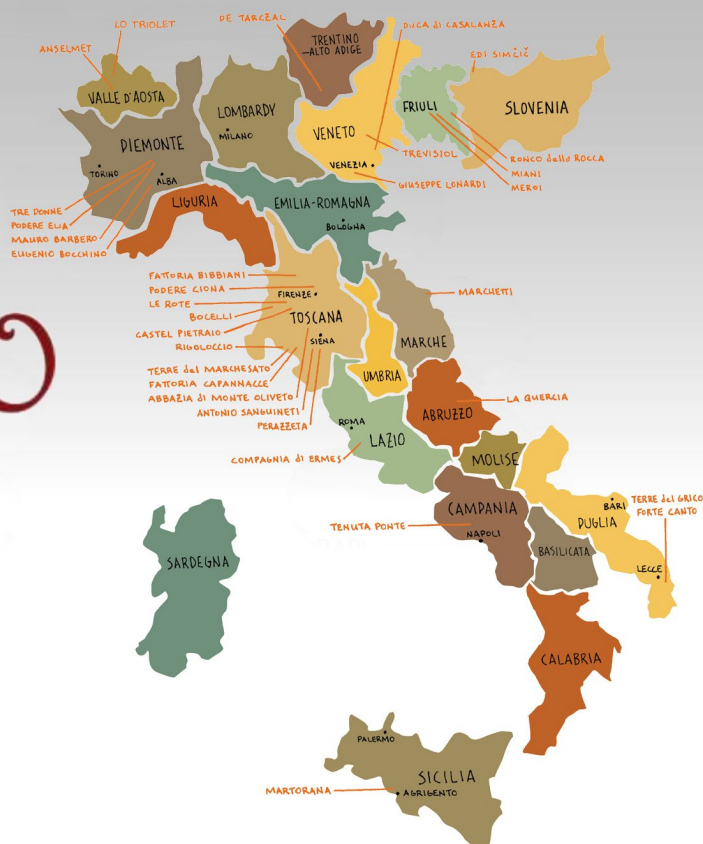 LO TRIOLET
DE TARCZAL
DUCA di CASALANZA
ANSELMET
TRENTINO
-ALTO ADIGE
EDI SIMČIČ
VALLE D'AOSTA
LOMBARDY
MILANO
VENETO
FRIULI
SLOVENIA
PIEMONTE
TORINO
ALBA
VENEZIA
TREVISIOL
RONCO dello ROCCA
MIANI
MEROI
GIUSEPPE LONARDI
TRE DONNE
PODERE ELIA
MAURO BARBERO
EUGENIO BOCCHINO
LIGURIA
EMILIA-ROMAGNA
BOLOGNA
FATTORIA BIBBIANI
PODERE CIONA
LE ROTE
BOCELLI
CASTEL PIETRAIO
RIGOLOCCIO
TERRE del MARCHESATO
FATTORIA CAPANNACCE
ABBAZIA di MONTE OLIVETO
ANTONIO SANGUINETI
PERAZZETA
FIRENZE
TOSCANA
SIENA
MARCHETTI
MARCHE
UMBRIA
ABRUZZO
LA QUERCIA
ROMA
LAZIO
COMPAGNIA di ERMES
MOLISE
CAMPANIA
NAPOLI
TENUTA PONTE
BARI
PUGLIA
TERRE del GRICO
FORTE CANTO
BASILICATA
LECCE
SARDEGNA
CALABRIA
PALERMO
SICILIA
MARTORANA
AGRIGENTO